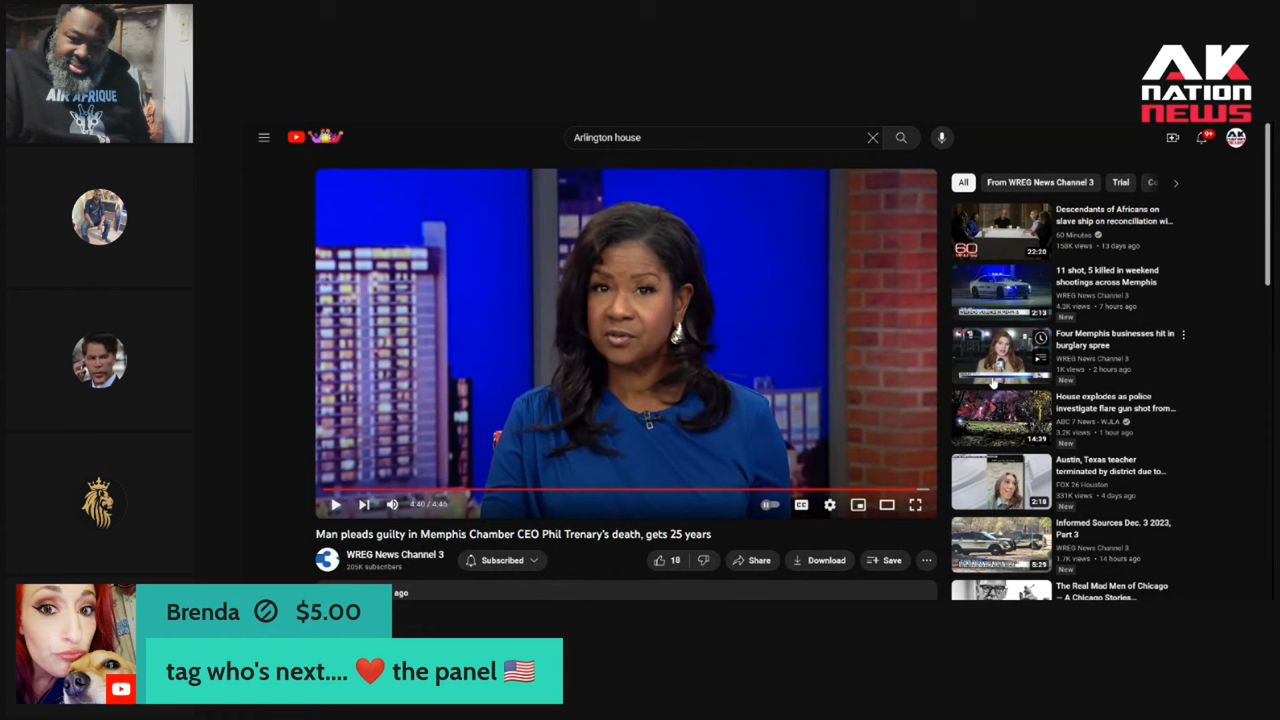 AIR AFRIQUE
AK
NATION
NEWS
Arlington house
9+
All
From WREG News Channel 3
Trial
Co
Descendants of Africans on
slave ship on reconciliation wi...
60 Minutes
158K views • 13 days ago
60
22:20
11 shot, 5 killed in weekend
shootings across Memphis
WREG News Channel 3
4.3K views • 7 hours ago
New
2:13
Four Memphis businesses hit in
burglary spree
WREG News Channel 3
1K views • 2 hours ago
New
House explodes as police
investigate flare gun shot from...
ABC 7 News - WJLA
3.2K views • 1 hour ago
New
14:39
Austin, Texas teacher
terminated by district due to...
FOX 26 Houston
331K views • 4 days ago
New
2:18
Informed Sources Dec. 3 2023,
Part 3
WREG News Channel 3
1.7K views • 14 hours ago
New
5:29
The Real Mad Men of Chicago
— A Chicago Stories...
4:40 / 4:46
CC
Man pleads guilty in Memphis Chamber CEO Phil Trenary's death, gets 25 years
3
WREG News Channel 3
205K subscribers
Subscribed
18
Share
Download
Save
ago
Brenda $5.00
tag who's next.... ❤️ the panel 🇺🇸